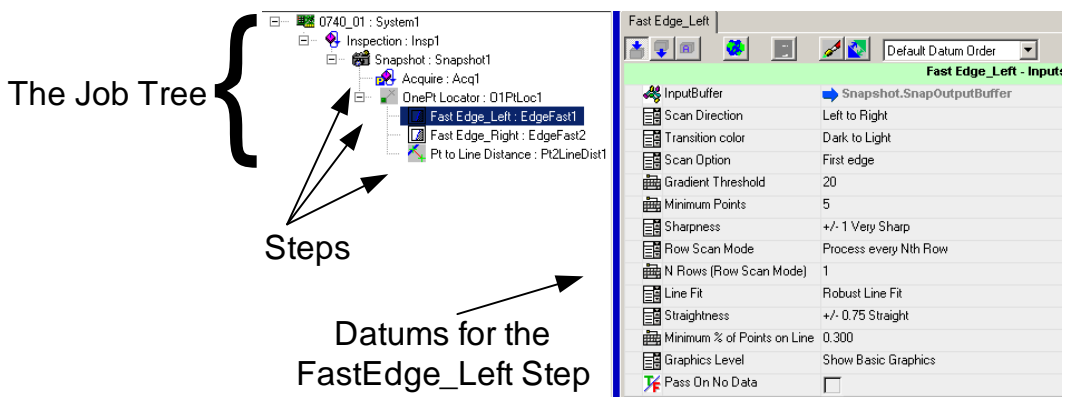 The Job Tree
0740_01 : System1
Inspection : Insp1
Snapshot : Snapshot1
Acquire : Acq1
OnePt Locator : O1PtLoc1
Fast Edge_Left : EdgeFast1
Fast Edge_Right : EdgeFast2
Pt to Line Distance : Pt2LineDist1
Steps
Datums for the
FastEdge_Left Step
Fast Edge_Left
Default Datum Order
Fast Edge_Left - Inputs
InputBuffer Snapshot.SnapOutputBuffer
Scan Direction Left to Right
Transition color Dark to Light
Scan Option First edge
Gradient Threshold 20
Minimum Points 5
Sharpness +/- 1 Very Sharp
Row Scan Mode Process every Nth Row
N Rows (Row Scan Mode) 1
Line Fit Robust Line Fit
Straightness +/- 0.75 Straight
Minimum % of Points on Line 0.300
Graphics Level Show Basic Graphics
Pass On No Data